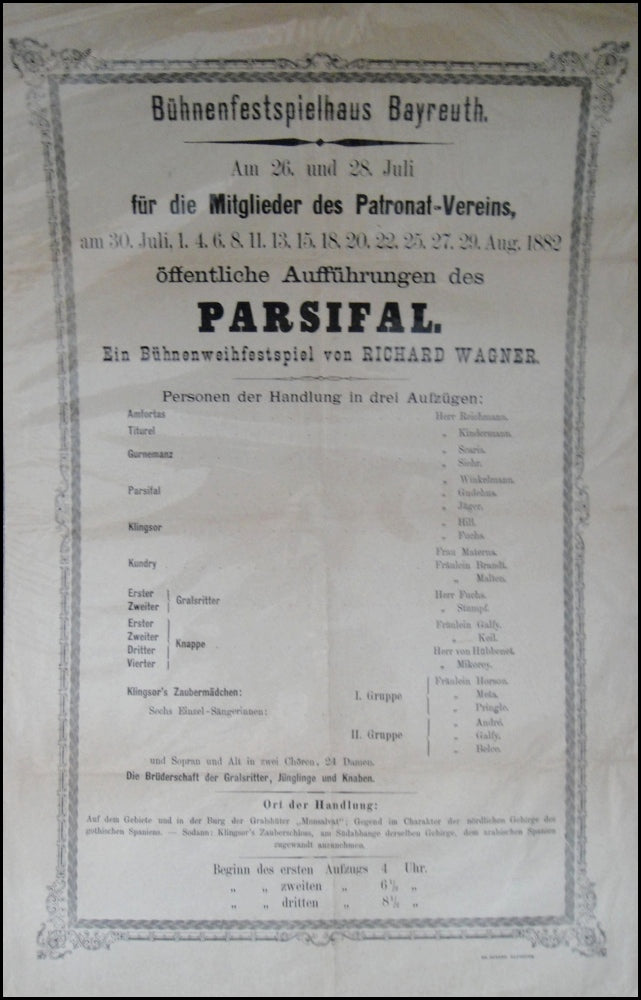 Bühnenfestspielhaus Bayreuth.
Am 26. und 28. Juli
für die Mitglieder des Patronat-Vereins,
am 30. Juli, 1. 4. 6. 8. 11. 13. 15. 18. 20. 22. 25. 27. 29. Aug. 1882
öffentliche Aufführungen des
PARSIFAL.
Ein Bühnenweihfestspiel von RICHARD WAGNER.
Personen der Handlung in drei Aufzügen:
Amfortas Herr Reichmann.
Titurel „ Kindermann.
Gurnemanz „ Scaria.
„ Siehr.
Parsifal „ Winkelmann.
„ Gudehus.
„ Jäger.
Klingsor „ Hill.
„ Fuchs.
Kundry Frau Materna.
Fräulein Brandt.
„ Malten.
Erster Gralsritter Herr Fuchs.
Zweiter „ Stumpf.
Erster Knappe Fräulein Galfy.
Zweiter „ Keil.
Dritter Herr von Hübbenet.
Vierter „ Mikorey.
Klingsor's Zaubermädchen:
Sechs Einzel-Sängerinnen:
I. Gruppe Fräulein Horson.
„ Meta.
„ Pringle.
II. Gruppe „ André.
„ Galfy.
„ Belce.
und Sopran und Alt in zwei Chören, 24 Damen.
Die Brüderschaft der Gralsritter, Jünglinge und Knaben.
Ort der Handlung:
Auf dem Gebiete und in der Burg der Gralshüter „Monsalvat"; Gegend im Charakter der nördlichen Gebirge des
gothischen Spaniens. — Sodann: Klingsor's Zauberschloss, am Südabhange derselben Gebirge, dem arabischen Spanien
zugewandt anzunehmen.
Beginn des ersten Aufzugs 4 Uhr.
„ „ zweiten „ 6½ „
„ „ dritten „ 8½ „